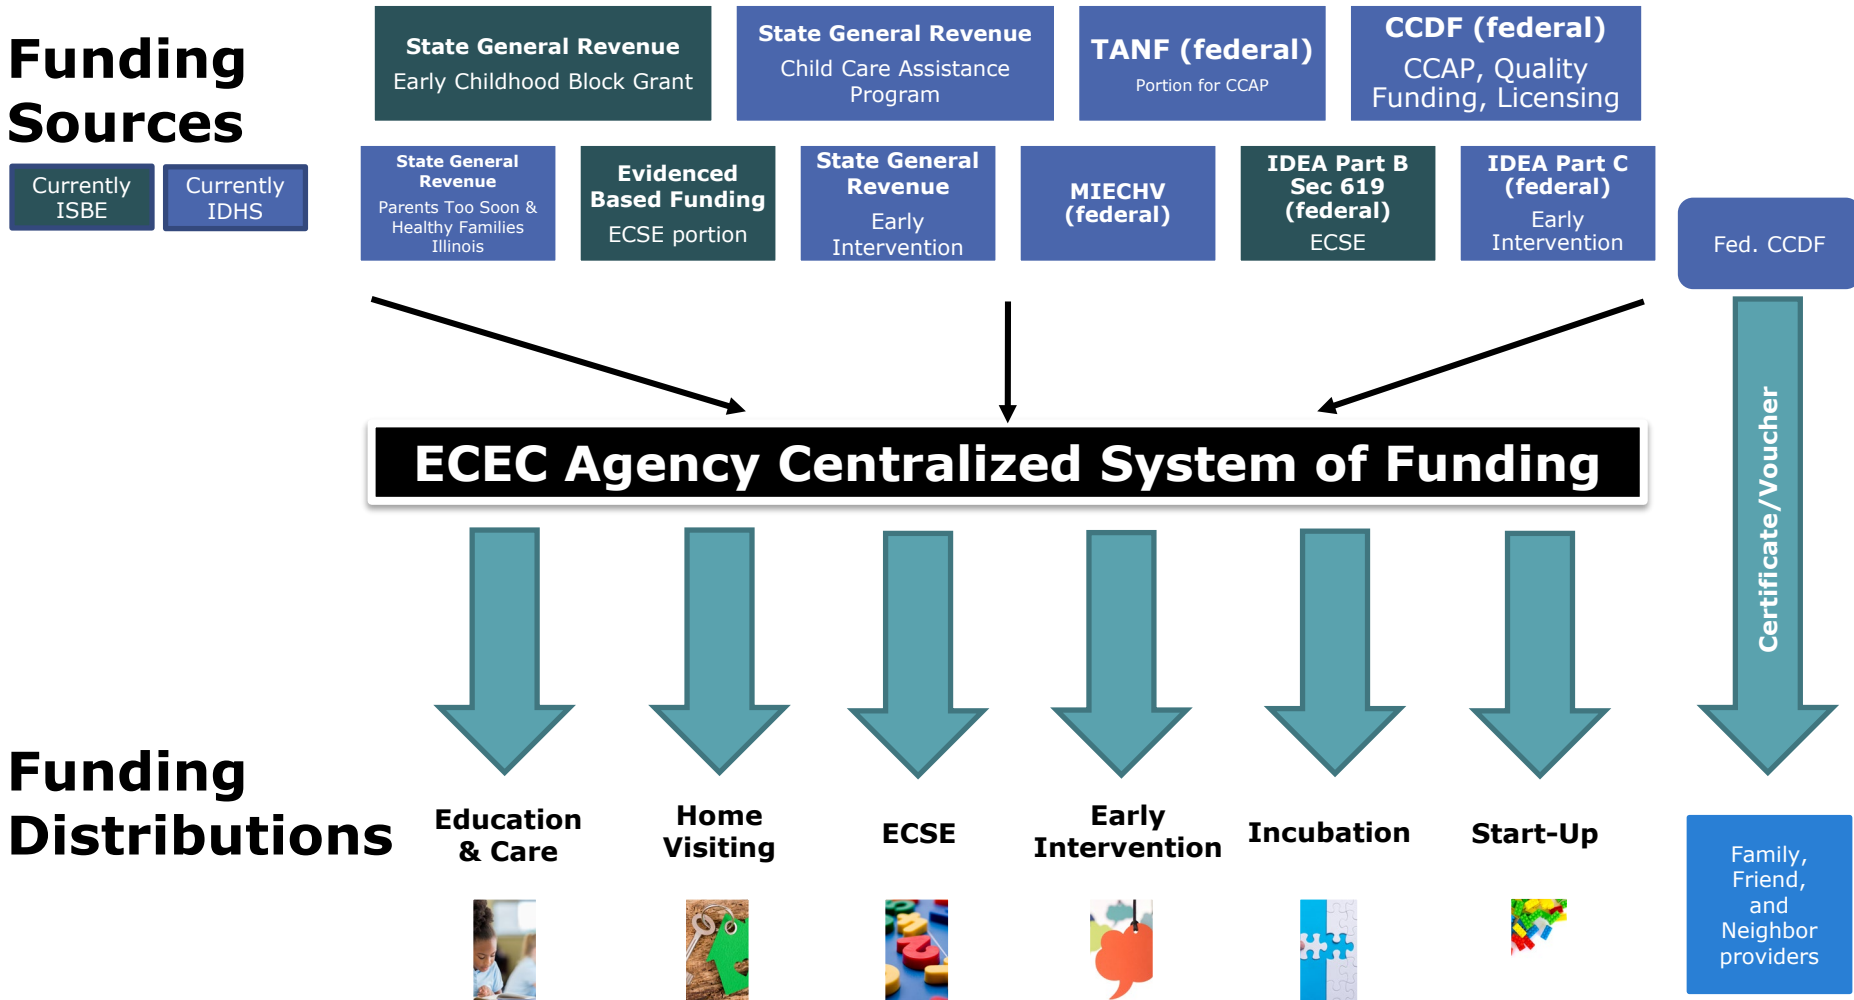 Funding
Sources
Currently
ISBE
Currently
IDHS
State General Revenue
Early Childhood Block Grant
State General Revenue
Child Care Assistance
Program
TANF (federal)
Portion for CCAP
CCDF (federal)
CCAP, Quality
Funding, Licensing
State General
Revenue
Parents Too Soon &
Healthy Families
Illinois
Evidenced
Based Funding
ECSE portion
State General
Revenue
Early
Intervention
MIECHV
(federal)
IDEA Part B
Sec 619
(federal)
ECSE
IDEA Part C
(federal)
Early
Intervention
Fed. CCDF
ECEC Agency Centralized System of Funding
Certificate/Voucher
Funding
Distributions
Education
& Care
Home
Visiting
ECSE
Early
Intervention
Incubation
Start-Up
Family,
Friend,
and
Neighbor
providers